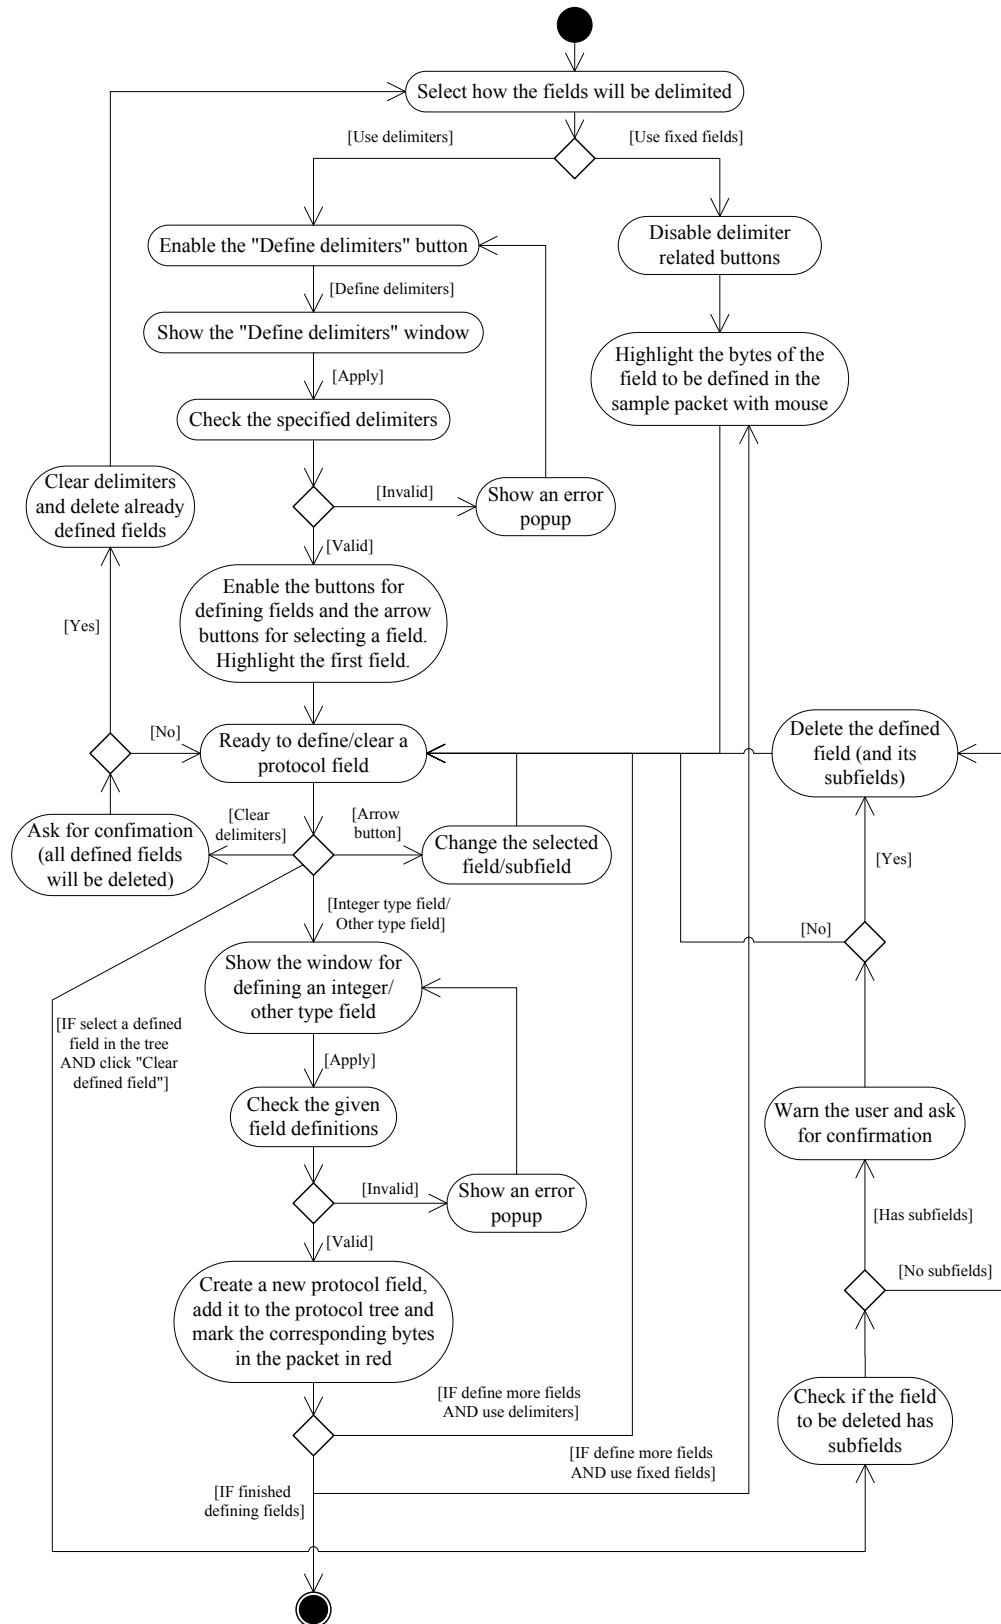 Select how the fields will be delimited
[Use delimiters]
[Use fixed fields]
Enable the "Define delimiters" button
Disable delimiter
related buttons
[Define delimiters]
Show the "Define delimiters" window
Highlight the bytes of the
field to be defined in the
sample packet with mouse
[Apply]
Check the specified delimiters
Clear delimiters
and delete already
defined fields
[Invalid]
Show an error
popup
[Valid]
Enable the buttons for
defining fields and the arrow
buttons for selecting a field.
Highlight the first field.
[Yes]
[No]
Ready to define/clear a
protocol field
Delete the defined
field (and its
subfields)
Ask for confimation
(all defined fields
will be deleted)
[Clear
delimiters]
[Arrow
button]
Change the selected
field/subfield
[Yes]
[Integer type field/
Other type field]
[No]
Show the window for
defining an integer/
other type field
[IF select a defined
field in the tree
AND click "Clear
defined field"]
[Apply]
Check the given
field definitions
Warn the user and ask
for confirmation
[Invalid]
Show an error
popup
[Has subfields]
[Valid]
[No subfields]
Create a new protocol field,
add it to the protocol tree and
mark the corresponding bytes
in the packet in red
[IF define more fields
AND use delimiters]
Check if the field
to be deleted has
subfields
[IF define more fields
AND use fixed fields]
[IF finished
defining fields]